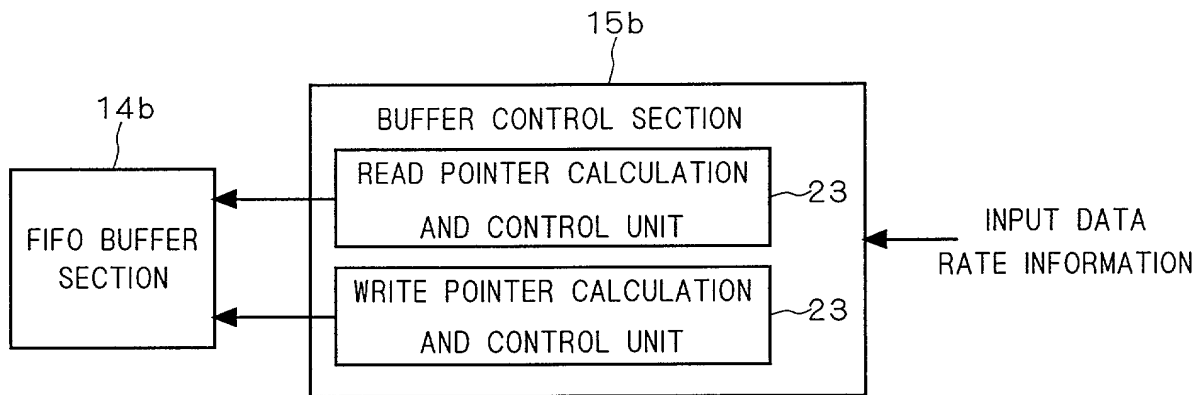 15b
14b
BUFFER CONTROL SECTION
READ POINTER CALCULATION
AND CONTROL UNIT
23
FIFO BUFFER
SECTION
INPUT DATA
RATE INFORMATION
WRITE POINTER CALCULATION
AND CONTROL UNIT
23